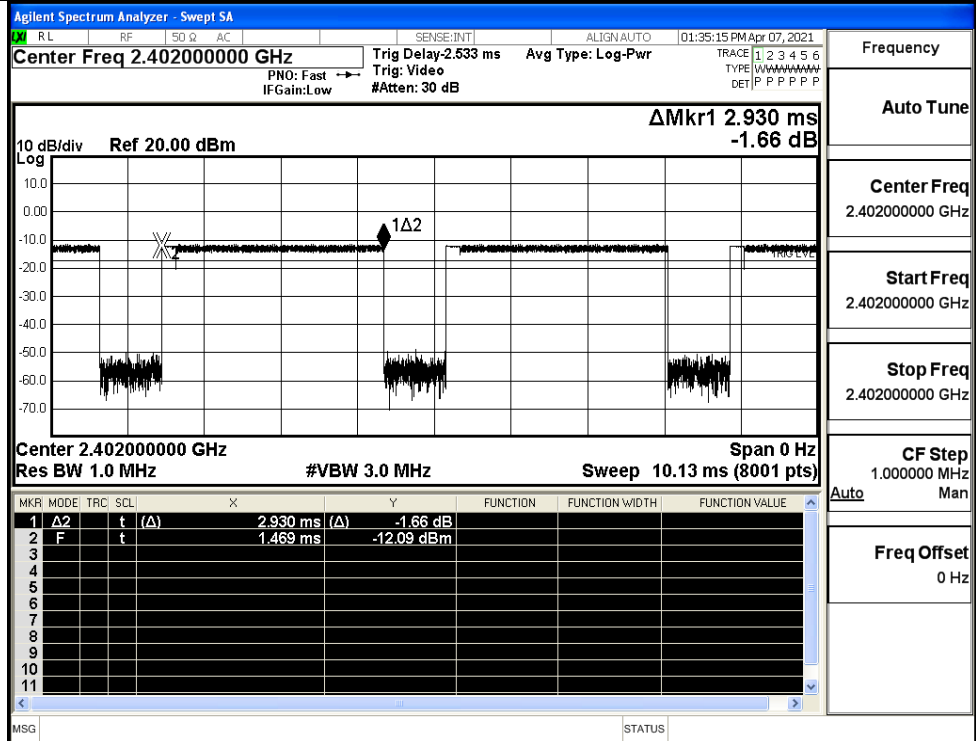 Agilent Spectrum Analyzer - Swept SA
LXI RL RF 50 Ω AC SENSE:INT ALIGNAUTO 01:35:15 PM Apr 07, 2021
Center Freq 2.402000000 GHz Trig Delay-2.533 ms Avg Type: Log-Pwr TRACE 1 2 3 4 5 6
PNO: Fast Trig: Video TYPE WWWWWW
IFGain:Low #Atten: 30 dB DET P P P P P P
ΔMkr1 2.930 ms
10 dB/div Ref 20.00 dBm -1.66 dB
Log
10.0
0.00
1Δ2
-10.0
2
TRIG LVL
-20.0
-30.0
-40.0
-50.0
-60.0
-70.0
Center 2.402000000 GHz Span 0 Hz
Res BW 1.0 MHz #VBW 3.0 MHz Sweep 10.13 ms (8001 pts)
MKR MODE TRC SCL X Y FUNCTION FUNCTION WIDTH FUNCTION VALUE
1 Δ2 t (Δ) 2.930 ms (Δ) -1.66 dB
2 F t 1.469 ms -12.09 dBm
3
4
5
6
7
8
9
10
11
MSG STATUS
Frequency
Auto Tune
Center Freq
2.402000000 GHz
Start Freq
2.402000000 GHz
Stop Freq
2.402000000 GHz
CF Step
1.000000 MHz
Auto Man
Freq Offset
0 Hz